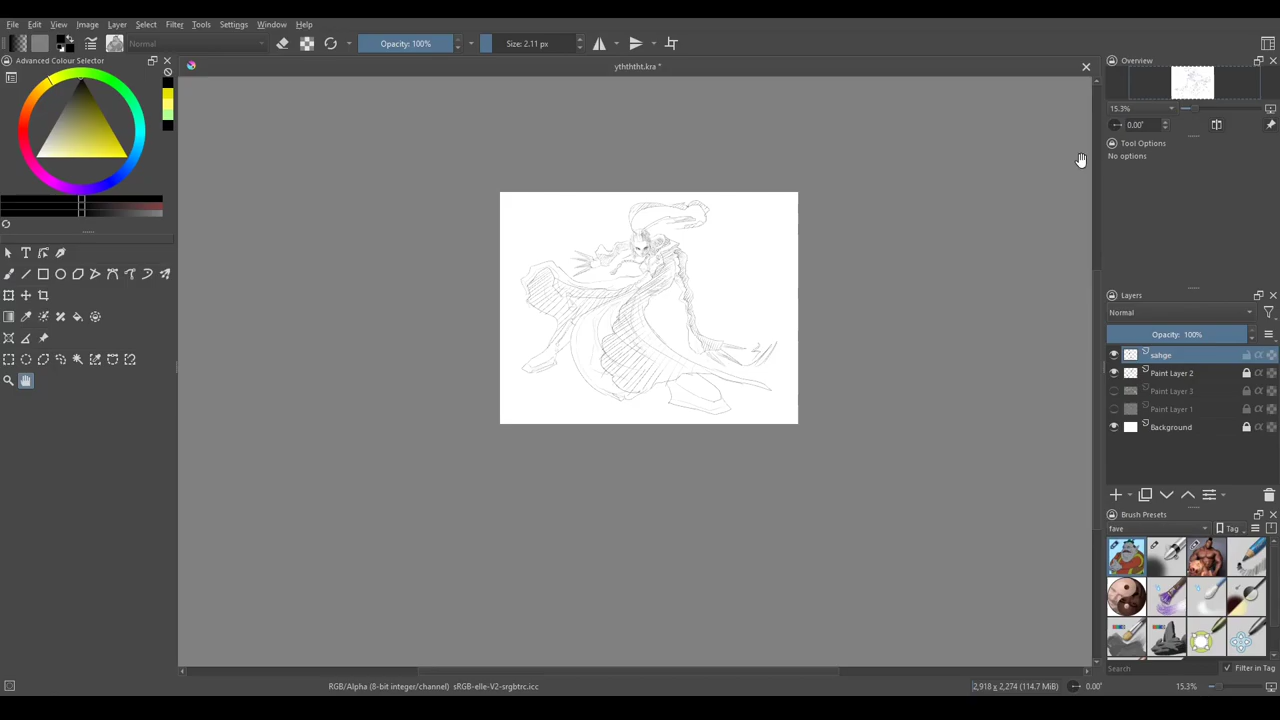 File Edit View Image Layer Select Filter Tools Settings Window Help
Normal
Opacity: 100%
Size: 2.11 px
Advanced Colour Selector
ythththt.kra *
Overview
15.3%
0.00°
Tool Options
No options
Layers
Normal
Opacity: 100%
sahge
Paint Layer 2
Paint Layer 3
Paint Layer 1
Background
Brush Presets
fave
Tag
Search
Filter in Tag
RGB/Alpha (8-bit integer/channel) sRGB-elle-V2-srgbtrc.icc
2,918 x 2,274 (114.7 MiB)
0.00°
15.3%